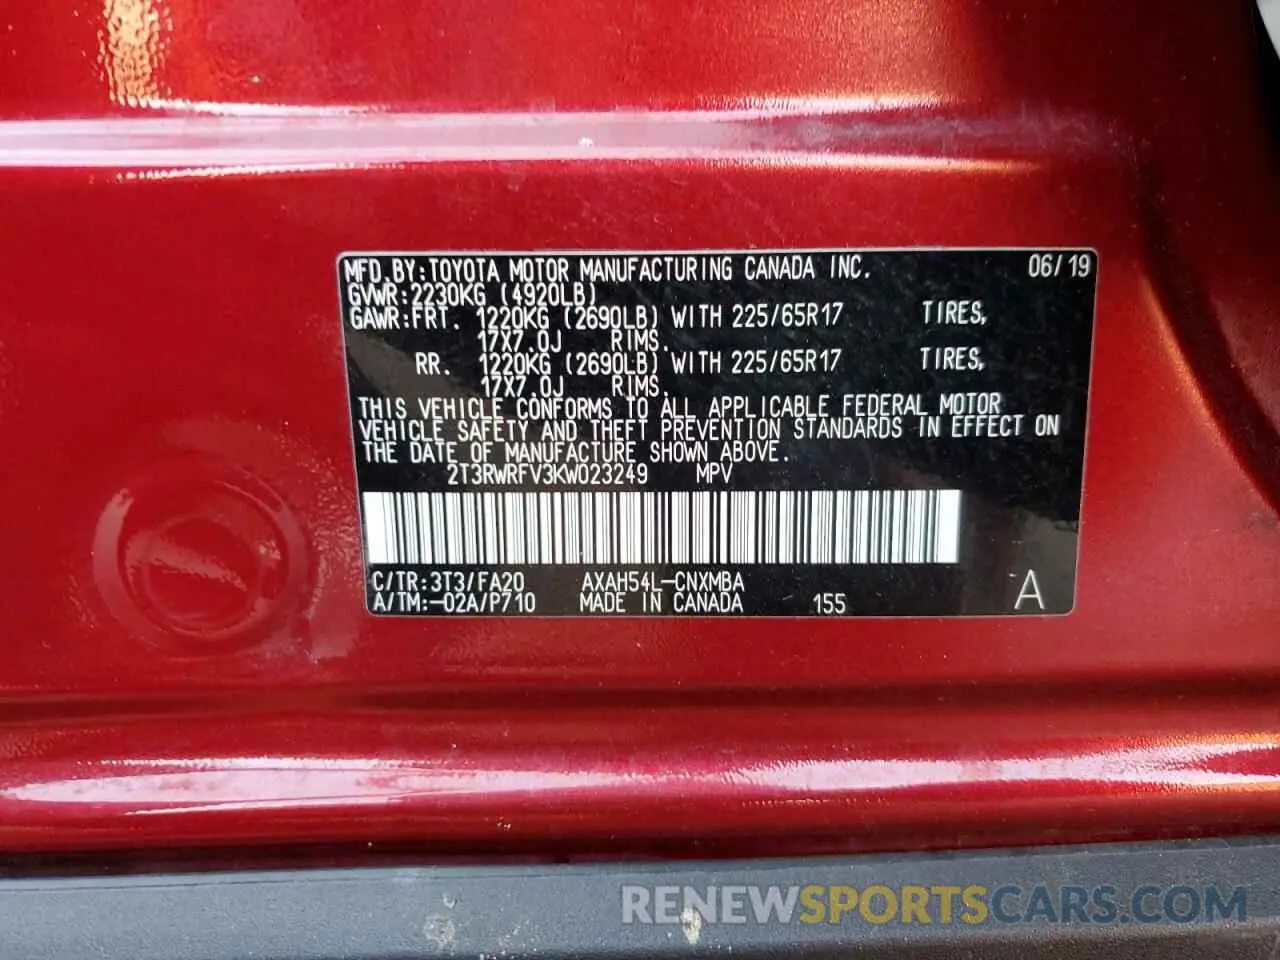 MFD.BY:TOYOTA MOTOR MANUFACTURING CANADA INC. 06/19
GVWR:2230KG (4920LB)
GAWR:FRT. 1220KG (2690LB) WITH 225/65R17 TIRES,
17X7.0J RIMS.
RR. 1220KG (2690LB) WITH 225/65R17 TIRES,
17X7.0J RIMS.
THIS VEHICLE CONFORMS TO ALL APPLICABLE FEDERAL MOTOR
VEHICLE SAFETY AND THEFT PREVENTION STANDARDS IN EFFECT ON
THE DATE OF MANUFACTURE SHOWN ABOVE.
2T3RWRFV3KW023249 MPV
C/TR:3T3/FA20 AXAH54L-CNXMBA
A/TM:-02A/P710 MADE IN CANADA 155 A
RENEWSPORTSCARS.COM